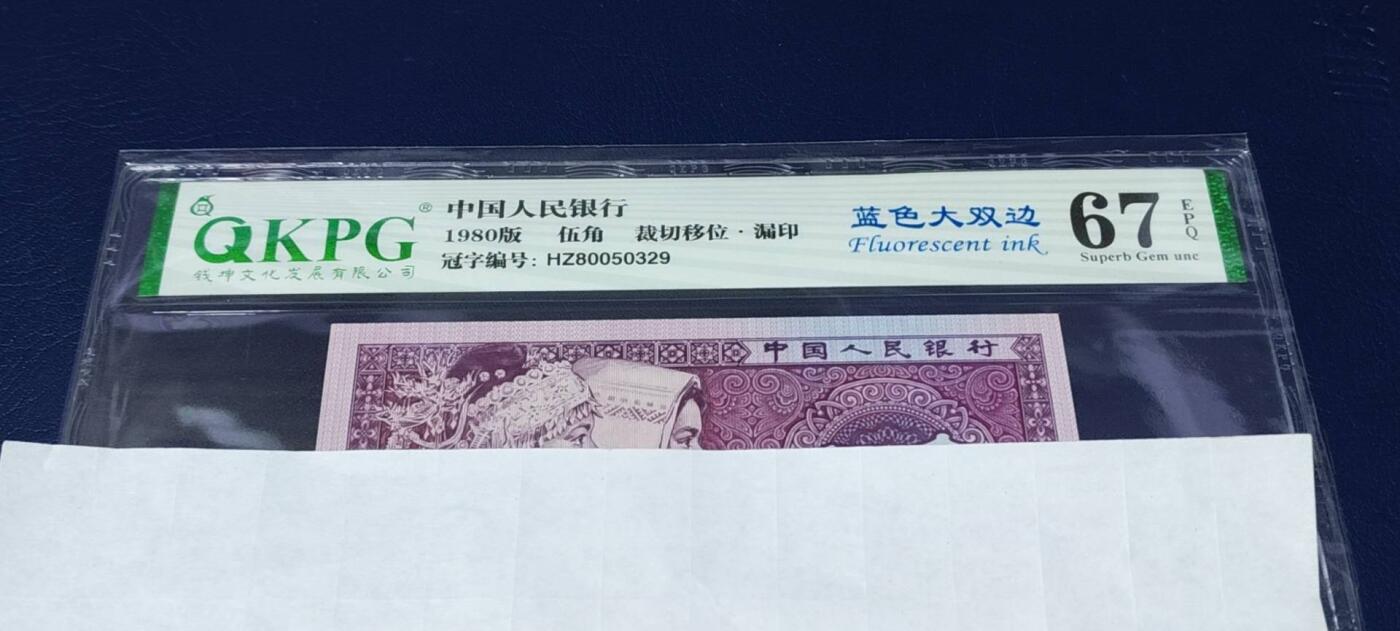 QKPG®
钱坤文化发展有限公司
中国人民银行
1980版 伍角 裁切移位·漏印
冠字编号: HZ80050329
蓝色大双边
Fluorescent ink
67
EPQ
Superb Gem unc
中国人民银行